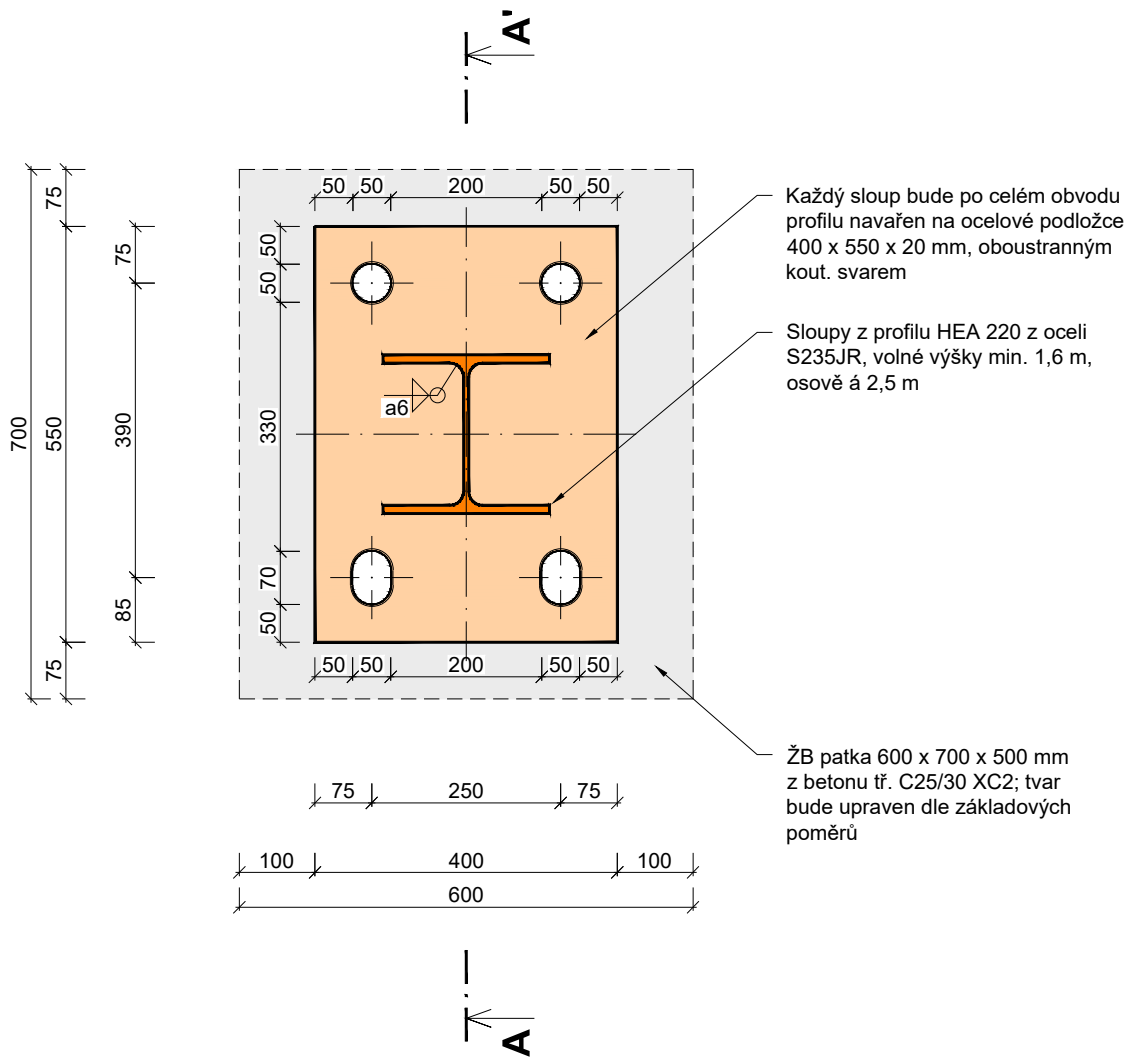 A'
50 50 200 50 50
Každý sloup bude po celém obvodu
profilu navařen na ocelové podložce
400 x 550 x 20 mm, oboustranným
kout. svarem
Sloupy z profilu HEA 220 z oceli
S235JR, volné výšky min. 1,6 m,
osově á 2,5 m
a6
700
75
550
75
75
390
85
50
50
330
70
50
50 50 200 50 50
ŽB patka 600 x 700 x 500 mm
z betonu tř. C25/30 XC2; tvar
bude upraven dle základových
poměrů
75 250 75
100 400 100
600
A